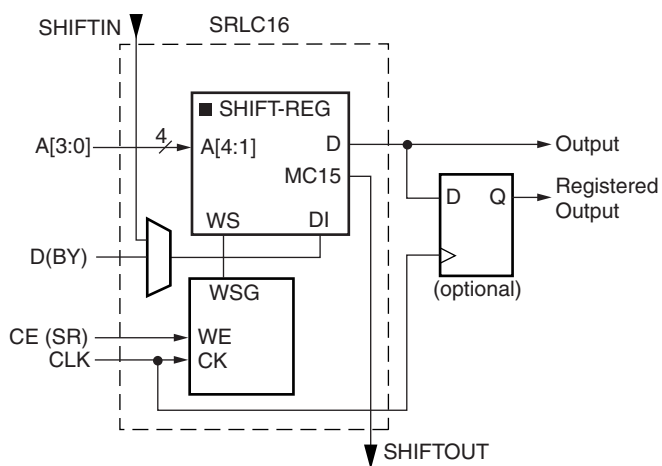 SHIFTIN
SRLC16
■ SHIFT-REG
A[3:0]
4
A[4:1]
D
Output
MC15
D
Q
Registered
Output
WS
DI
D(BY)
(optional)
WSG
CE (SR)
WE
CLK
CK
SHIFTOUT